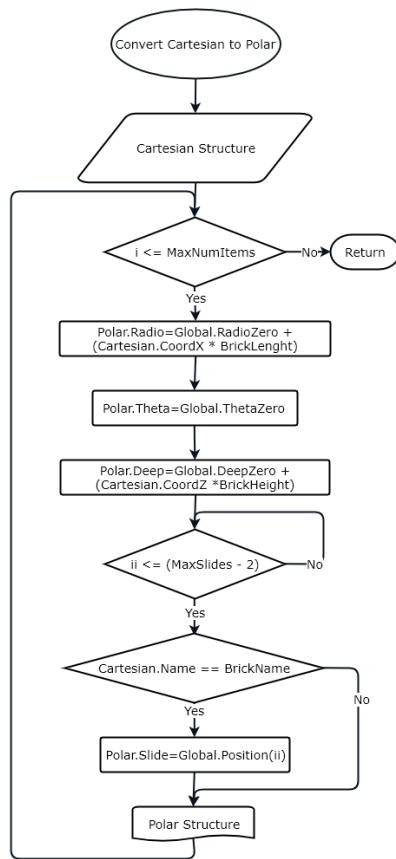 Convert Cartesian to Polar
Cartesian Structure
i <= MaxNumItems
No
Return
Yes
Polar.Radio=Global.RadioZero +
(Cartesian.CoordX * BrickLenght)
Polar.Theta=Global.ThetaZero
Polar.Deep=Global.DeepZero +
(Cartesian.CoordZ *BrickHeight)
ii <= (MaxSlides - 2)
No
Yes
Cartesian.Name == BrickName
No
Yes
Polar.Slide=Global.Position(ii)
Polar Structure